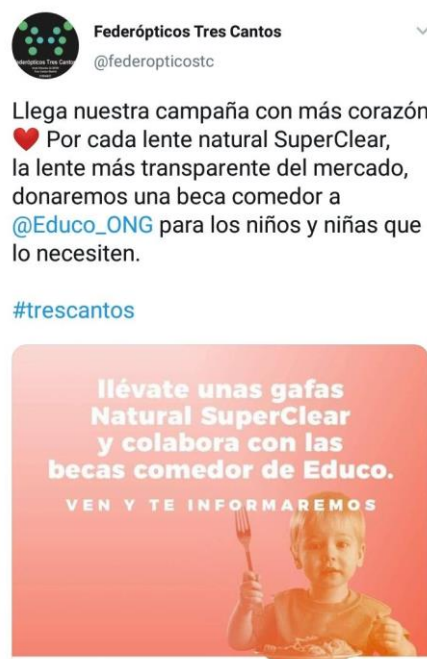 Federópticos Tres Cantos
@federopticostc
Llega nuestra campaña con más corazón
❤️ Por cada lente natural SuperClear,
la lente más transparente del mercado,
donaremos una beca comedor a
@Educo_ONG para los niños y niñas que
lo necesiten.
#trescantos
llévate unas gafas
Natural SuperClear
y colabora con las
becas comedor de Educo.
VEN Y TE INFORMAREMOS